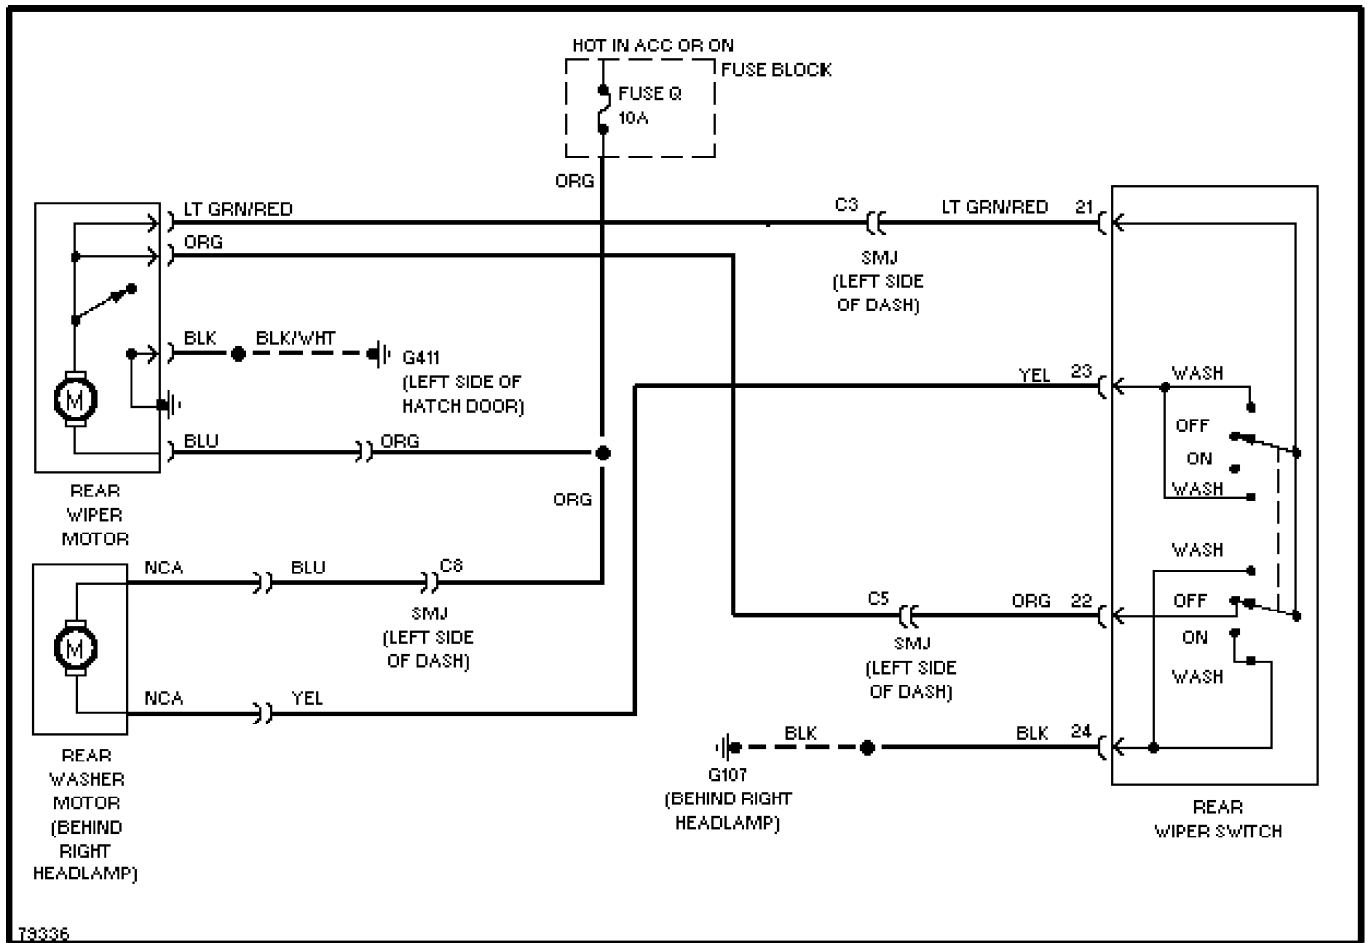 HOT IN ACC OR ON
FUSE BLOCK
FUSE Q
10A
ORG
LT GRN/RED
C3
LT GRN/RED
21
ORG
SMJ
(LEFT SIDE
OF DASH)
BLK
BLK/WHT
G411
(LEFT SIDE OF
HATCH DOOR)
M
YEL
23
WASH
OFF
ON
WASH
BLU
ORG
REAR
WIPER
MOTOR
ORG
NCA
BLU
C8
SMJ
(LEFT SIDE
OF DASH)
M
NCA
YEL
C5
ORG
22
SMJ
(LEFT SIDE
OF DASH)
WASH
OFF
ON
WASH
BLK
BLK
24
G107
(BEHIND RIGHT
HEADLAMP)
REAR
WASHER
MOTOR
(BEHIND
RIGHT
HEADLAMP)
REAR
WIPER SWITCH
79336